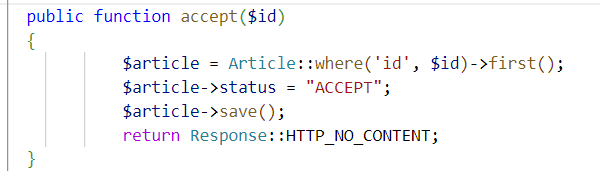 public function accept($id)
{
$article = Article::where('id', $id)->first();
$article->status = "ACCEPT";
$article->save();
return Response::HTTP_NO_CONTENT;
}